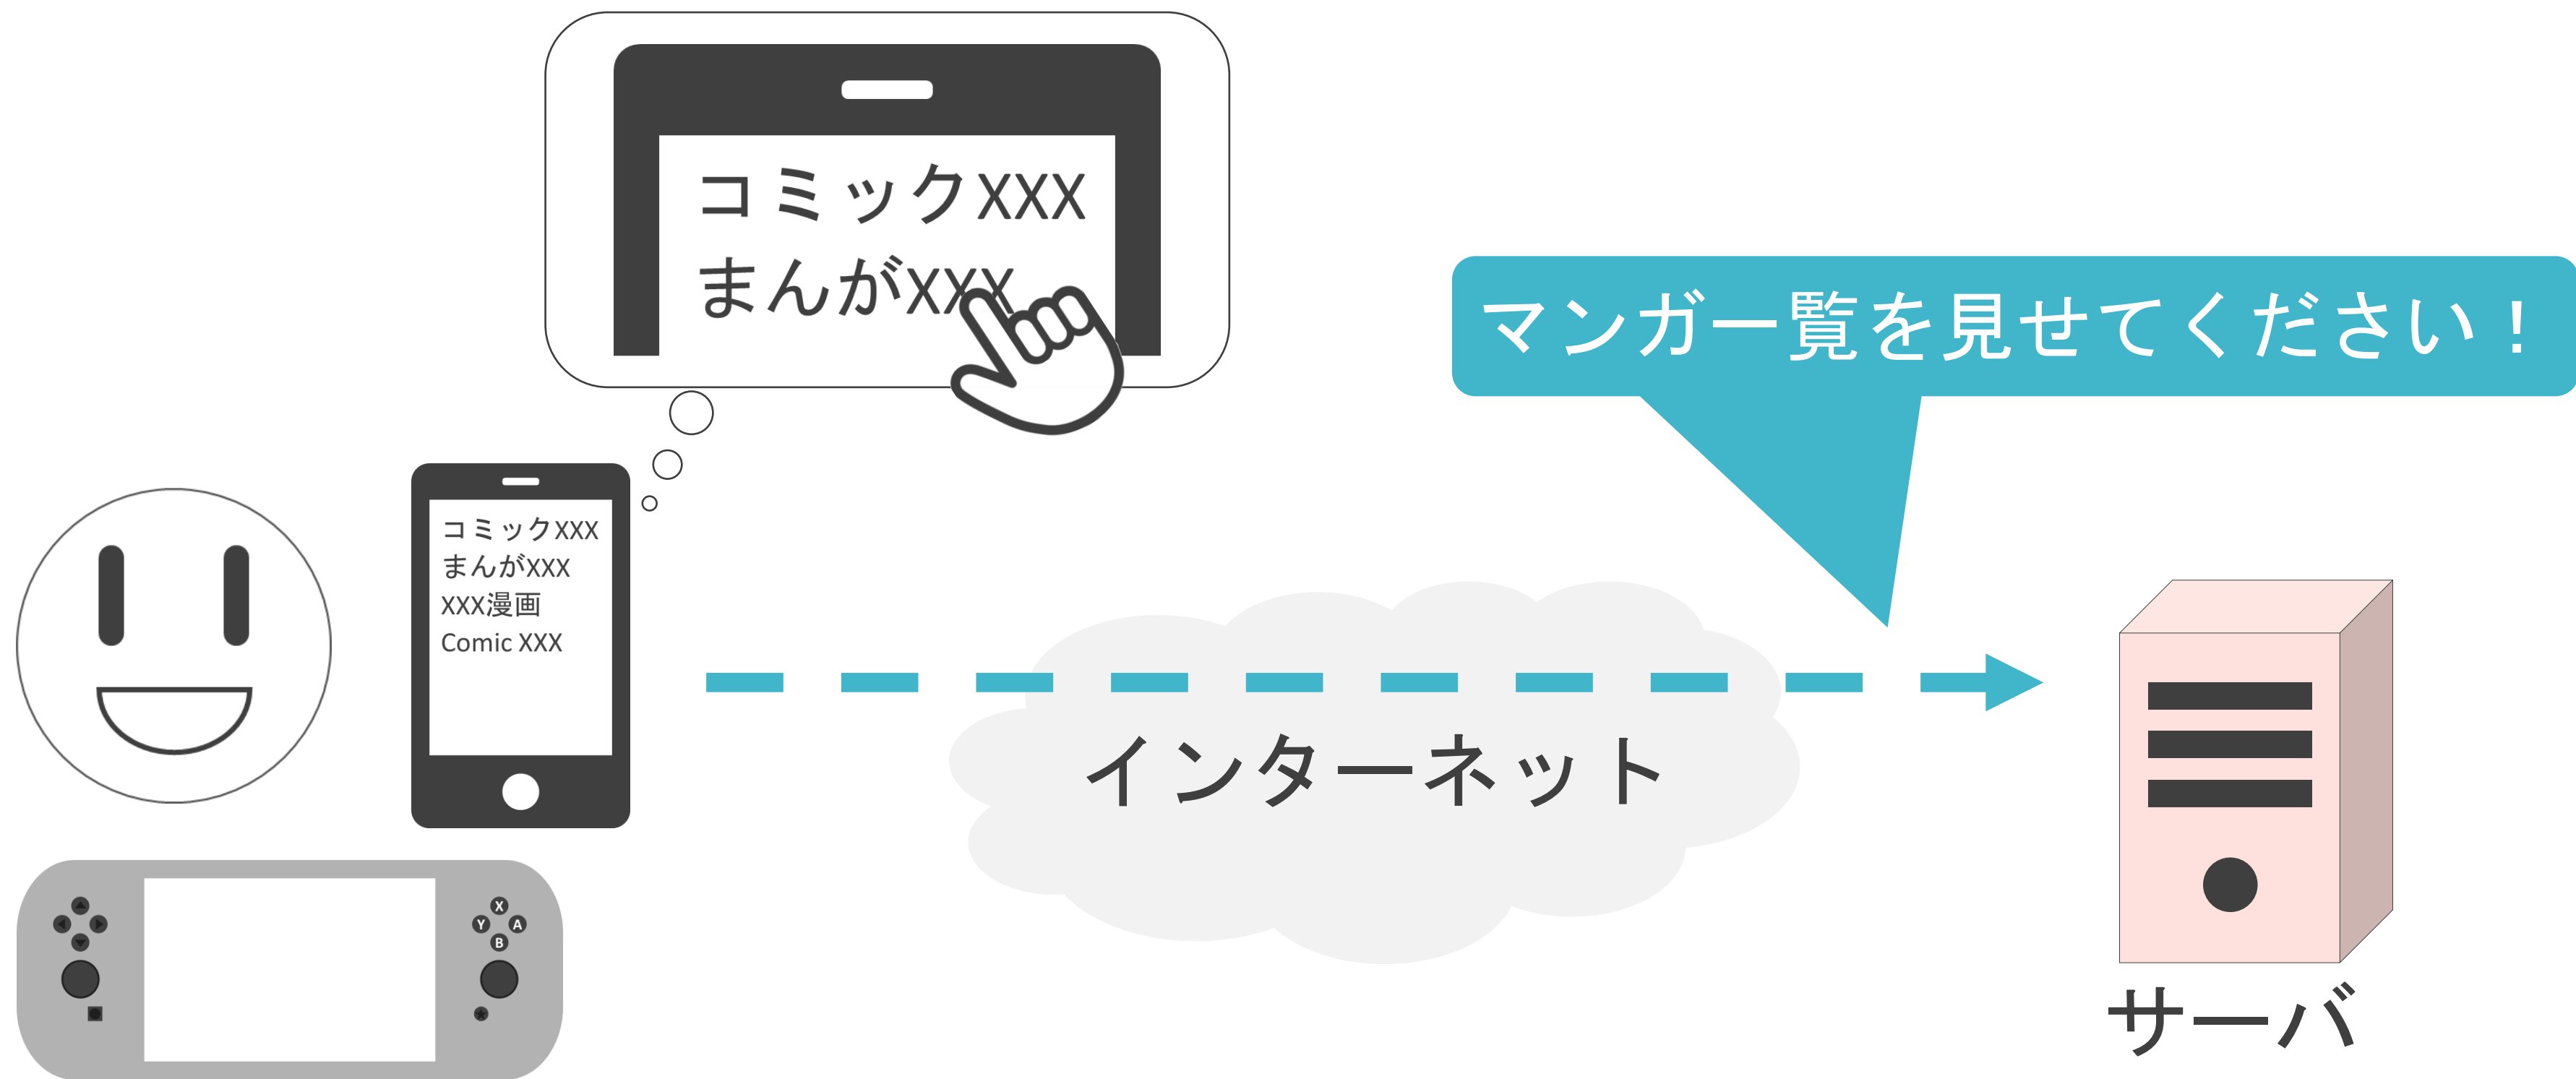 コミックXXX
まんがXXX
マンガ一覧を見せてください！
コミックXXX
まんがXXX
XXX漫画
Comic XXX
インターネット
X
Y A
B
サーバ